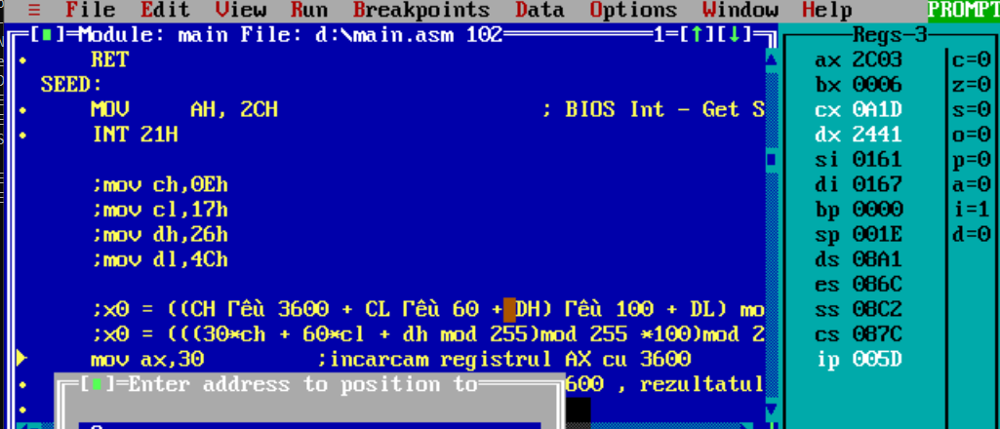 ≡ File Edit View Run Breakpoints Data Options Window Help PROMPT
[■]=Module: main File: d:\main.asm 102 1=[↑][↓]
RET
SEED:
MOV AH, 2CH ; BIOS Int - Get S
INT 21H
;mov ch,0Eh
;mov cl,17h
;mov dh,26h
;mov dl,4Ch
;x0 = ((CH Γêù 3600 + CL Γêù 60 + DH) Γêù 100 + DL) mo
;x0 = (((30*ch + 60*cl + dh mod 255)mod 255 *100)mod 2
mov ax,30 ;incarcam registrul AX cu 3600
600 , rezultatul
[■]=Enter address to position to
Regs-3
ax 2C03 c=0
bx 0006 z=0
cx 0A1D s=0
dx 2441 o=0
si 0161 p=0
di 0167 a=0
bp 0000 i=1
sp 001E d=0
ds 08A1
es 086C
ss 08C2
cs 087C
ip 005D